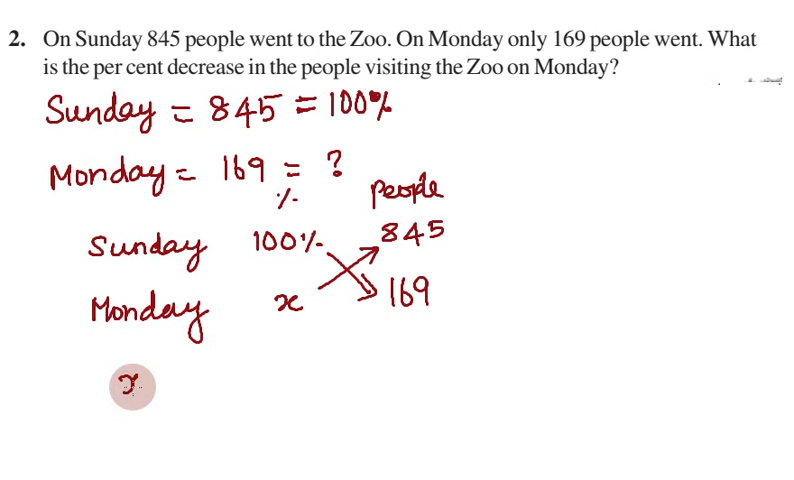 2. On Sunday 845 people went to the Zoo. On Monday only 169 people went. What
is the per cent decrease in the people visiting the Zoo on Monday?
Sunday = 845 = 100%
Monday = 169 = ?
% people
Sunday 100% 845
Monday x 169
x